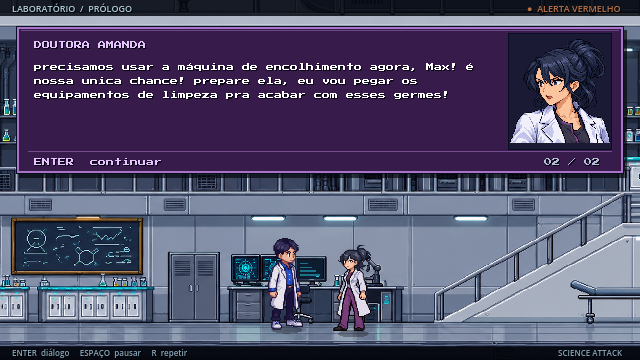 LABORATÓRIO / PRÓLOGO
● ALERTA VERMELHO
DOUTORA AMANDA
precisamos usar a máquina de encolhimento agora, Max! é
nossa unica chance! prepare ela, eu vou pegar os
equipamentos de limpeza pra acabar com esses germes!
ENTER continuar
02 / 02
ENTER diálogo ESPAÇO pausar R repetir
SCIENCE ATTACK